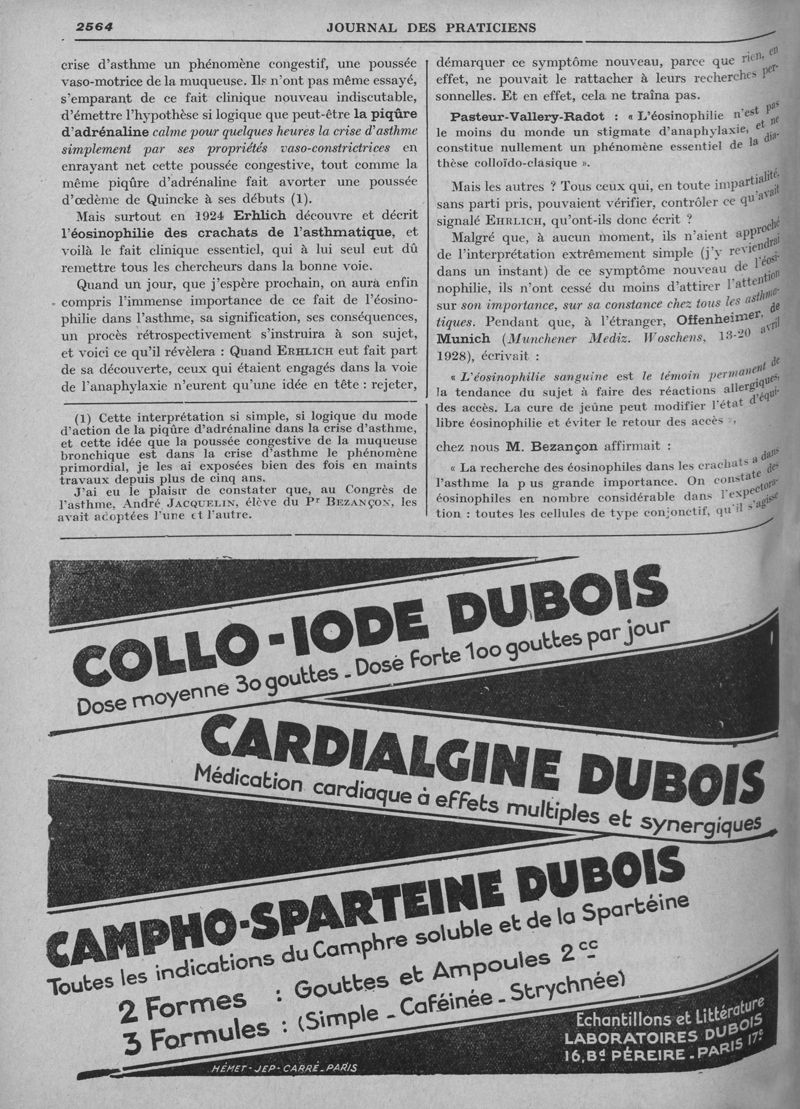 2564
JOURNAL DES PRATICIENS
crise d'asthme un phénomène congestif, une poussée
vaso-motrice de la muqueuse. Ils n'ont pas même essayé,
s'emparant de ce fait clinique nouveau indiscutable,
d'émettre l'hypothèse si logique que peut-être la piqûre
d'adrénaline calme pour quelques heures la crise d'asthme
simplement par ses propriétés vaso-constrictrices en
enrayant net cette poussée congestive, tout comme la
même piqûre d'adrénaline fait avorter une poussée
d'œdème de Quincke à ses débuts (1).
Mais surtout en 1924 Erhlich découvre et décrit
l'éosinophilie des crachats de l'asthmatique, et
voilà le fait clinique essentiel, qui à lui seul eut dû
remettre tous les chercheurs dans la bonne voie.
Quand un jour, que j'espère prochain, on aura enfin
compris l'immense importance de ce fait de l'éosino-
philie dans l'asthme, sa signification, ses conséquences,
un procès rétrospectivement s'instruira à son sujet,
et voici ce qu'il révèlera : Quand EHRLICH eut fait part
de sa découverte, ceux qui étaient engagés dans la voie
de l'anaphylaxie n'eurent qu'une idée en tête : rejeter,
(1) Cette interprétation si simple, si logique du mode
d'action de la piqûre d'adrénaline dans la crise d'asthme,
et cette idée que la poussée congestive de la muqueuse
bronchique est dans la crise d'asthme le phénomène
primordial, je les ai exposées bien des fois en maints
travaux depuis plus de cinq ans.
J'ai eu le plaisir de constater que, au Congrès de
l'asthme, André JACQUELIN, élève du Pr BEZANÇON, les
avait adoptées l'une et l'autre.
démarquer ce symptôme nouveau, parce que rien, en
effet, ne pouvait le rattacher à leurs recherches per-
sonnelles. Et en effet, cela ne traîna pas.
Pasteur-Vallery-Radot : « L'éosinophilie n'est pas
le moins du monde un stigmate d'anaphylaxie, et ne
constitue nullement un phénomène essentiel de la dia-
thèse colloïdo-clasique ».
Mais les autres ? Tous ceux qui, en toute impartialité,
sans parti pris, pouvaient vérifier, contrôler ce qu'avait
signalé EHRLICH, qu'ont-ils donc écrit ?
Malgré que, à aucun moment, ils n'aient approché
de l'interprétation extrêmement simple (j'y reviendrai
dans un instant) de ce symptôme nouveau de l'éosi-
nophilie, ils n'ont cessé du moins d'attirer l'attention
sur son importance, sur sa constance chez tous les asthma-
tiques. Pendant que, à l'étranger, Offenheimer, de
Munich (Munchener Mediz. Woschens, 13-20 avril
1928), écrivait :
« L'éosinophilie sanguine est le témoin permanent de
la tendance du sujet à faire des réactions allergiques,
des accès. La cure de jeûne peut modifier l'état d'équi-
libre éosinophilie et éviter le retour des accès »,
chez nous M. Bezançon affirmait :
« La recherche des éosinophiles dans les crachats a dans
l'asthme la p us grande importance. On constate des
éosinophiles en nombre considérable dans l'expectora-
tion : toutes les cellules de type conjonctif, qu'il s'agisse
COLLO-IODE DUBOIS
Dose moyenne 30 gouttes - Dose Forte 100 gouttes par jour
CARDIALGINE DUBOIS
Médication cardiaque à effets multiples et synergiques
CAMPHO-SPARTEINE DUBOIS
Toutes les indications du Camphre soluble et de la Spartéine
2 Formes : Gouttes et Ampoules 2 cc
3 Formules : (Simple - Caféinée - Strychnée)
Echantillons et Littérature
LABORATOIRES DUBOIS
16, Bd PÉREIRE - PARIS 17e
HÉMET-JEP-CARRÉ-PARIS